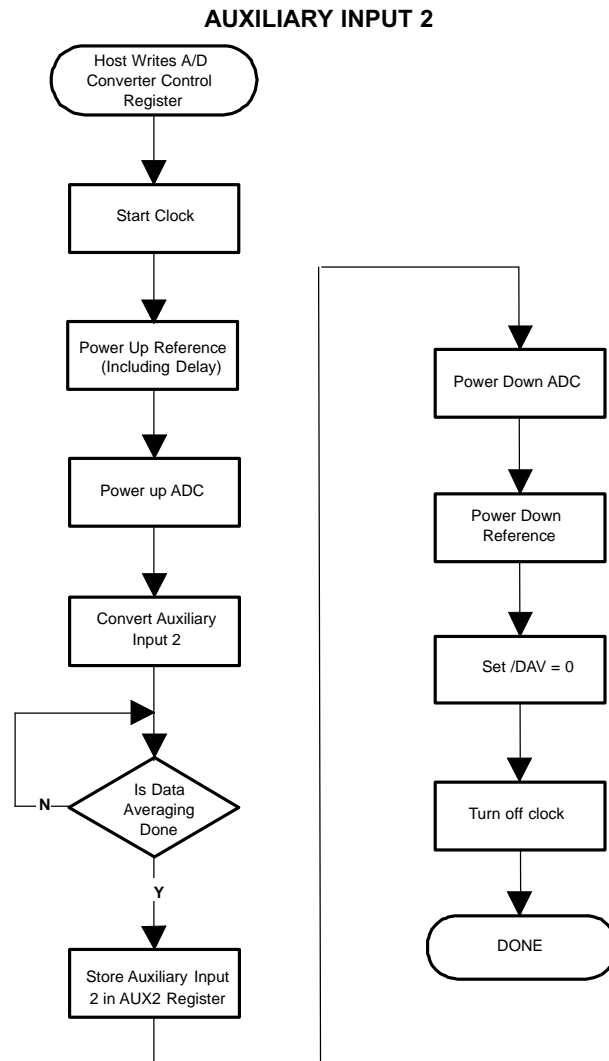 AUXILIARY INPUT 2
Host Writes A/D
Converter Control
Register
Start Clock
Power Up Reference
(Including Delay)
Power up ADC
Convert Auxiliary
Input 2
Is Data
Averaging
Done
N
Y
Store Auxiliary Input
2 in AUX2 Register
Power Down ADC
Power Down
Reference
Set /DAV = 0
Turn off clock
DONE